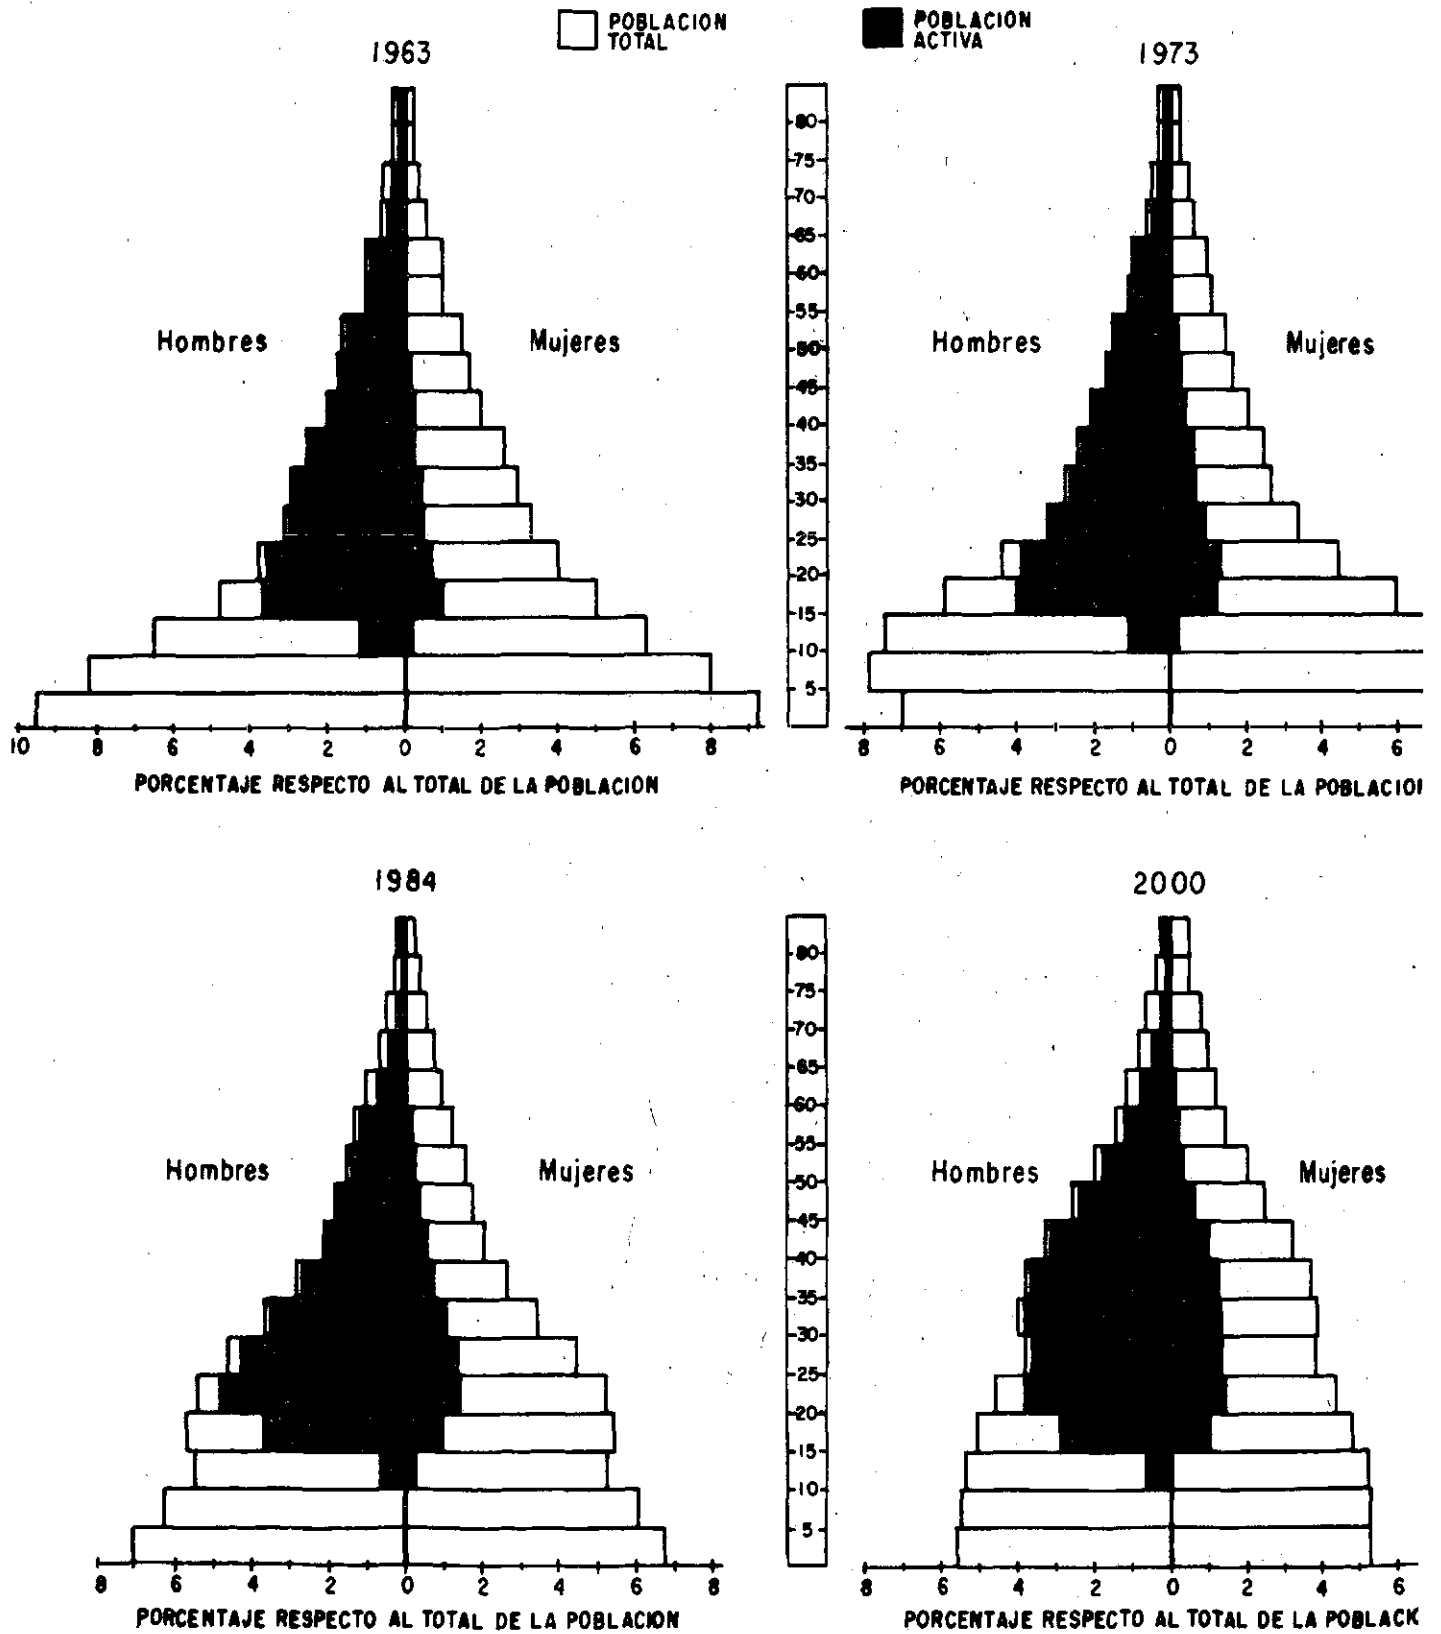 POBLACION
TOTAL
POBLACION
ACTIVA
1963
1973
80
75
70
65
60
55
50
45
40
35
30
25
20
15
10
5
Hombres
Mujeres
Hombres
Mujeres
10 8 6 4 2 0 2 4 6 8
8 6 4 2 0 2 4 6
PORCENTAJE RESPECTO AL TOTAL DE LA POBLACION
PORCENTAJE RESPECTO AL TOTAL DE LA POBLACIO
1984
2000
80
75
70
65
60
55
50
45
40
35
30
25
20
15
10
5
Hombres
Mujeres
Hombres
Mujeres
8 6 4 2 0 2 4 6 8
8 6 4 2 0 2 4 6
PORCENTAJE RESPECTO AL TOTAL DE LA POBLACION
PORCENTAJE RESPECTO AL TOTAL DE LA POBLACK